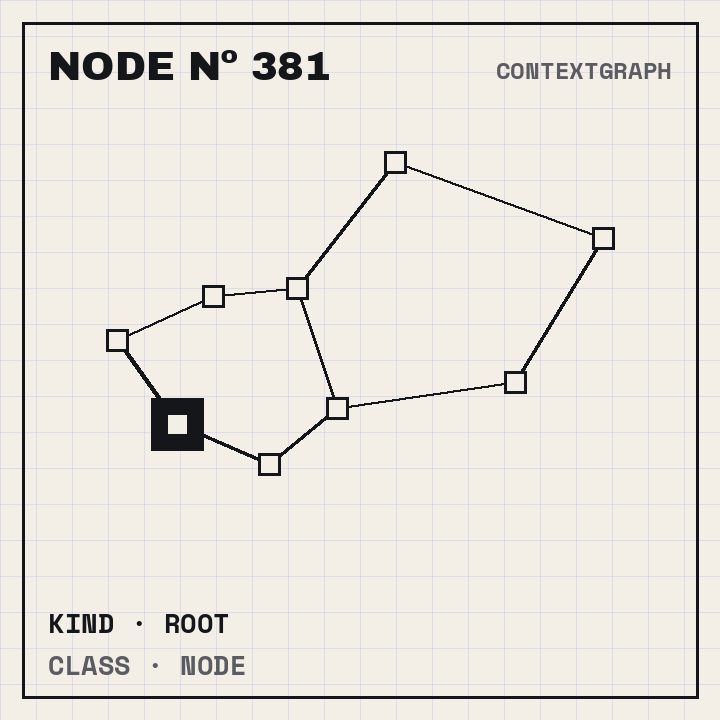 NODE Nº 381
CONTEXTGRAPH
KIND · ROOT
CLASS · NODE